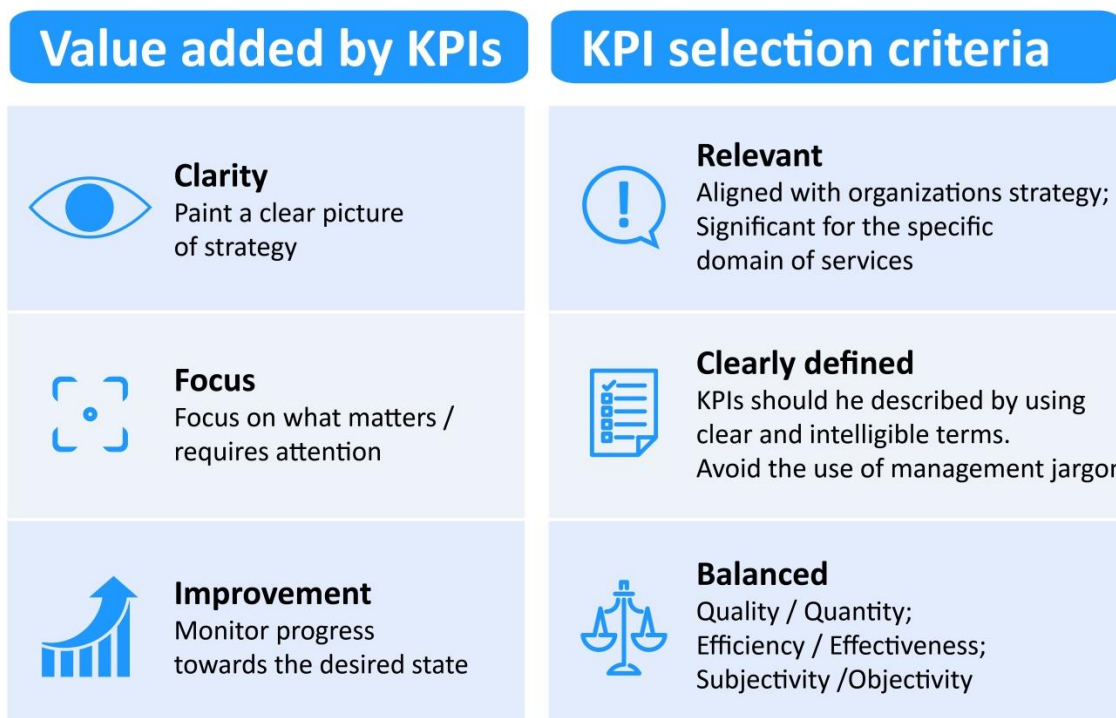 Value added by KPIs
Clarity
Paint a clear picture
of strategy
Focus
Focus on what matters /
requires attention
Improvement
Monitor progress
towards the desired state
KPI selection criteria
Relevant
Aligned with organizations strategy;
Significant for the specific
domain of services
Clearly defined
KPIs should he described by using
clear and intelligible terms.
Avoid the use of management jargon
Balanced
Quality / Quantity;
Efficiency / Effectiveness;
Subjectivity /Objectivity